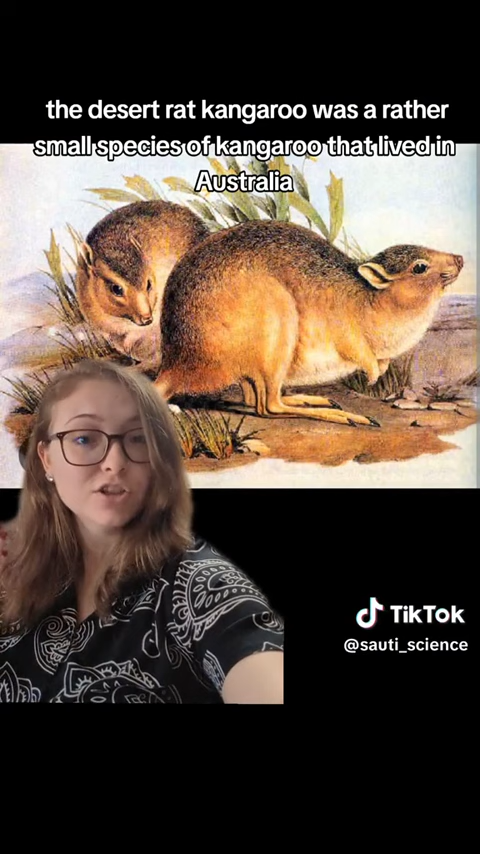 the desert rat kangaroo was a rather
small species of kangaroo that lived in
Australia
TikTok
@sauti_science